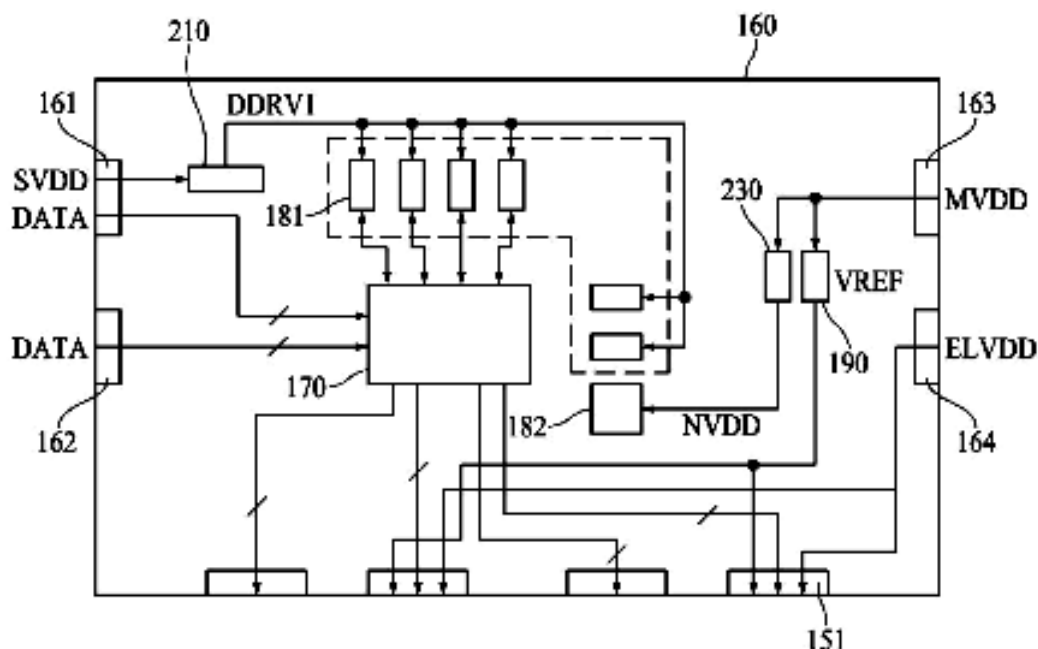 210
160
161
DDRV1
163
SVDD
DATA
181
230
MVDD
VREF
DATA
170
190
ELVDD
162
182
NVDD
164
151